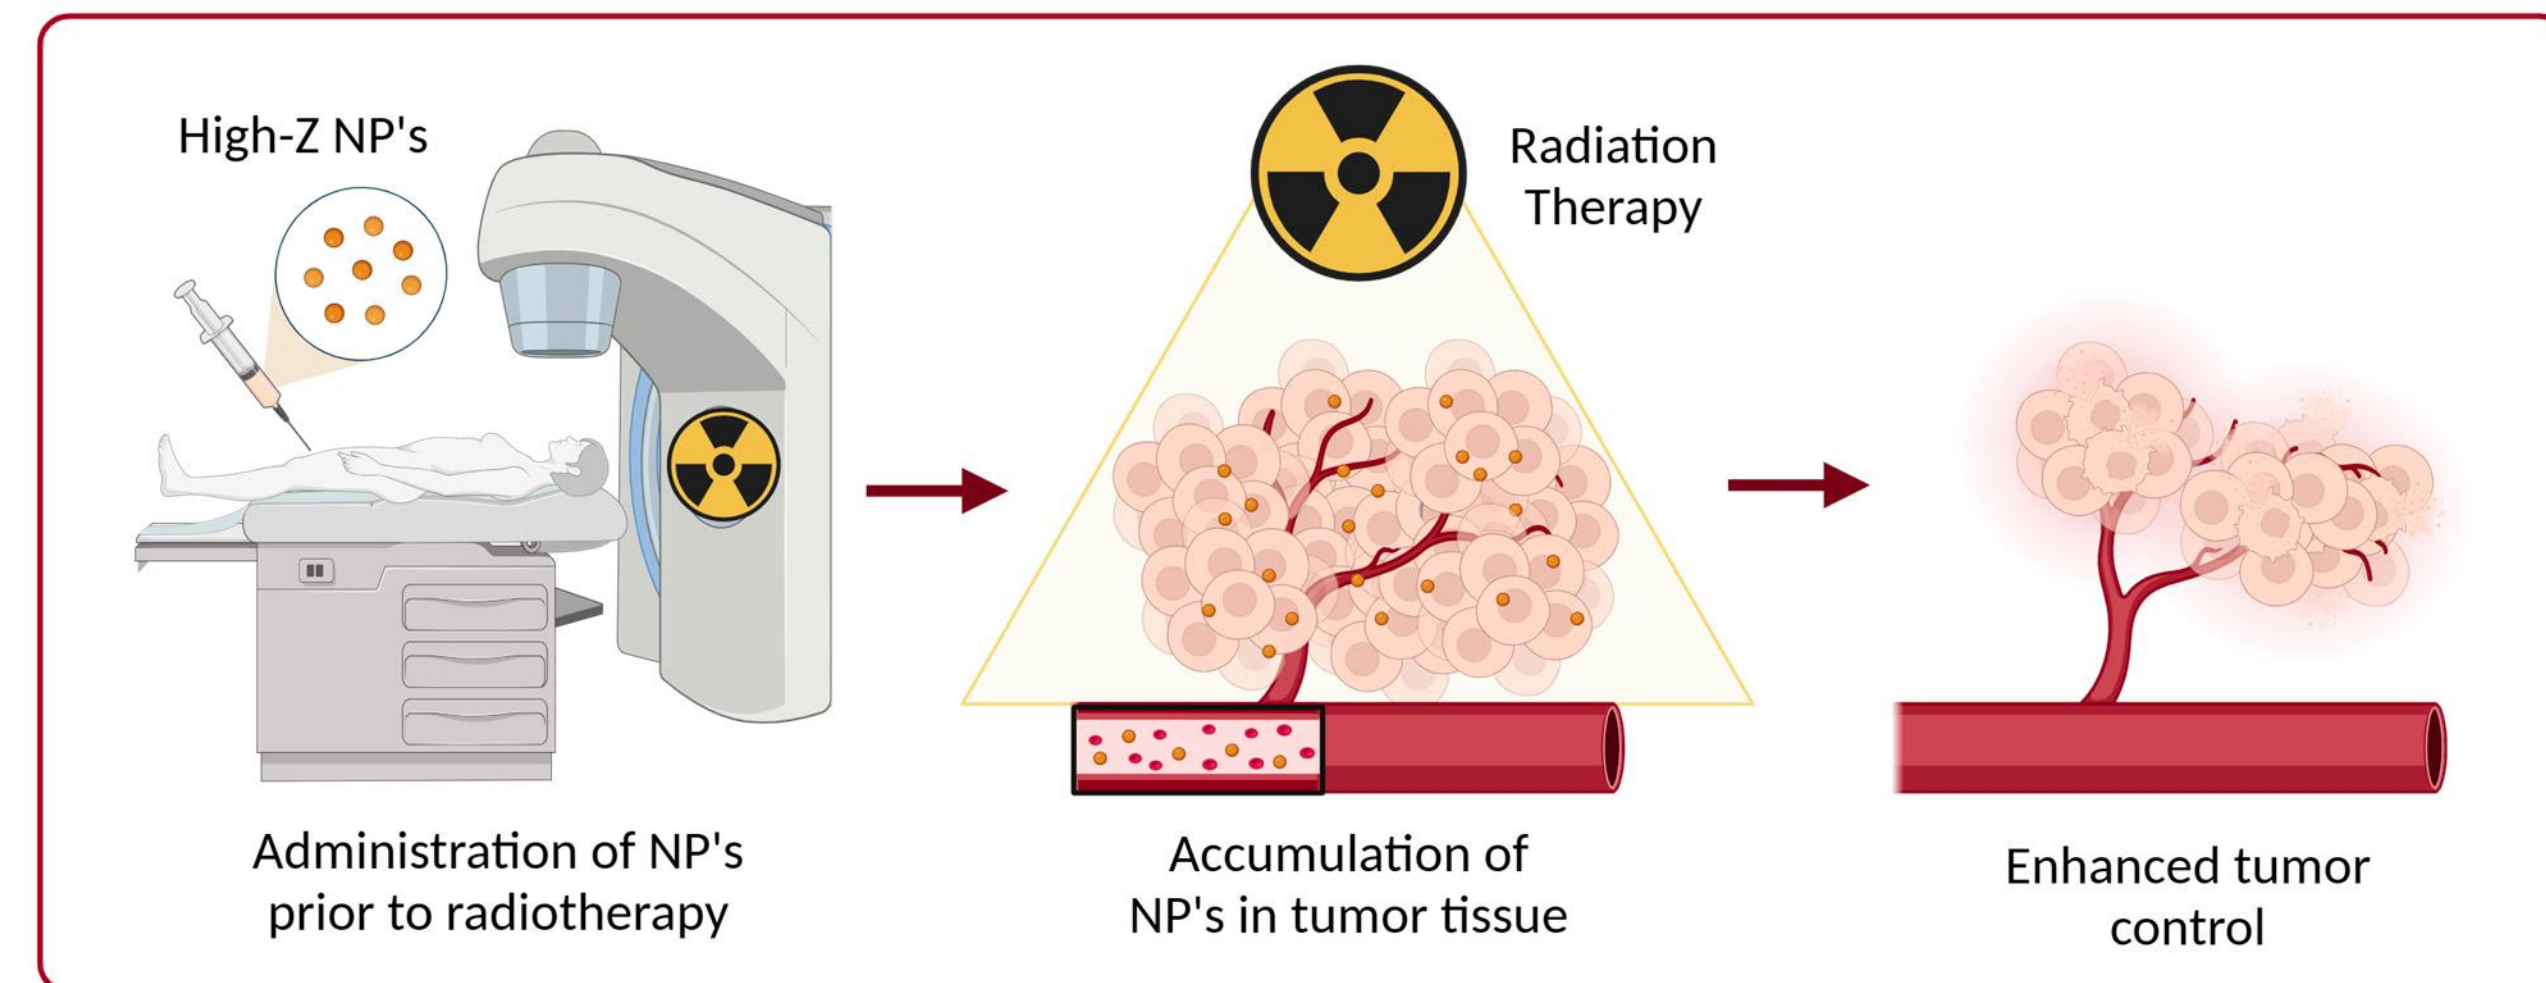 High-Z NP's
Radiation
Therapy
Administration of NP's
prior to radiotherapy
Accumulation of
NP's in tumor tissue
Enhanced tumor
control